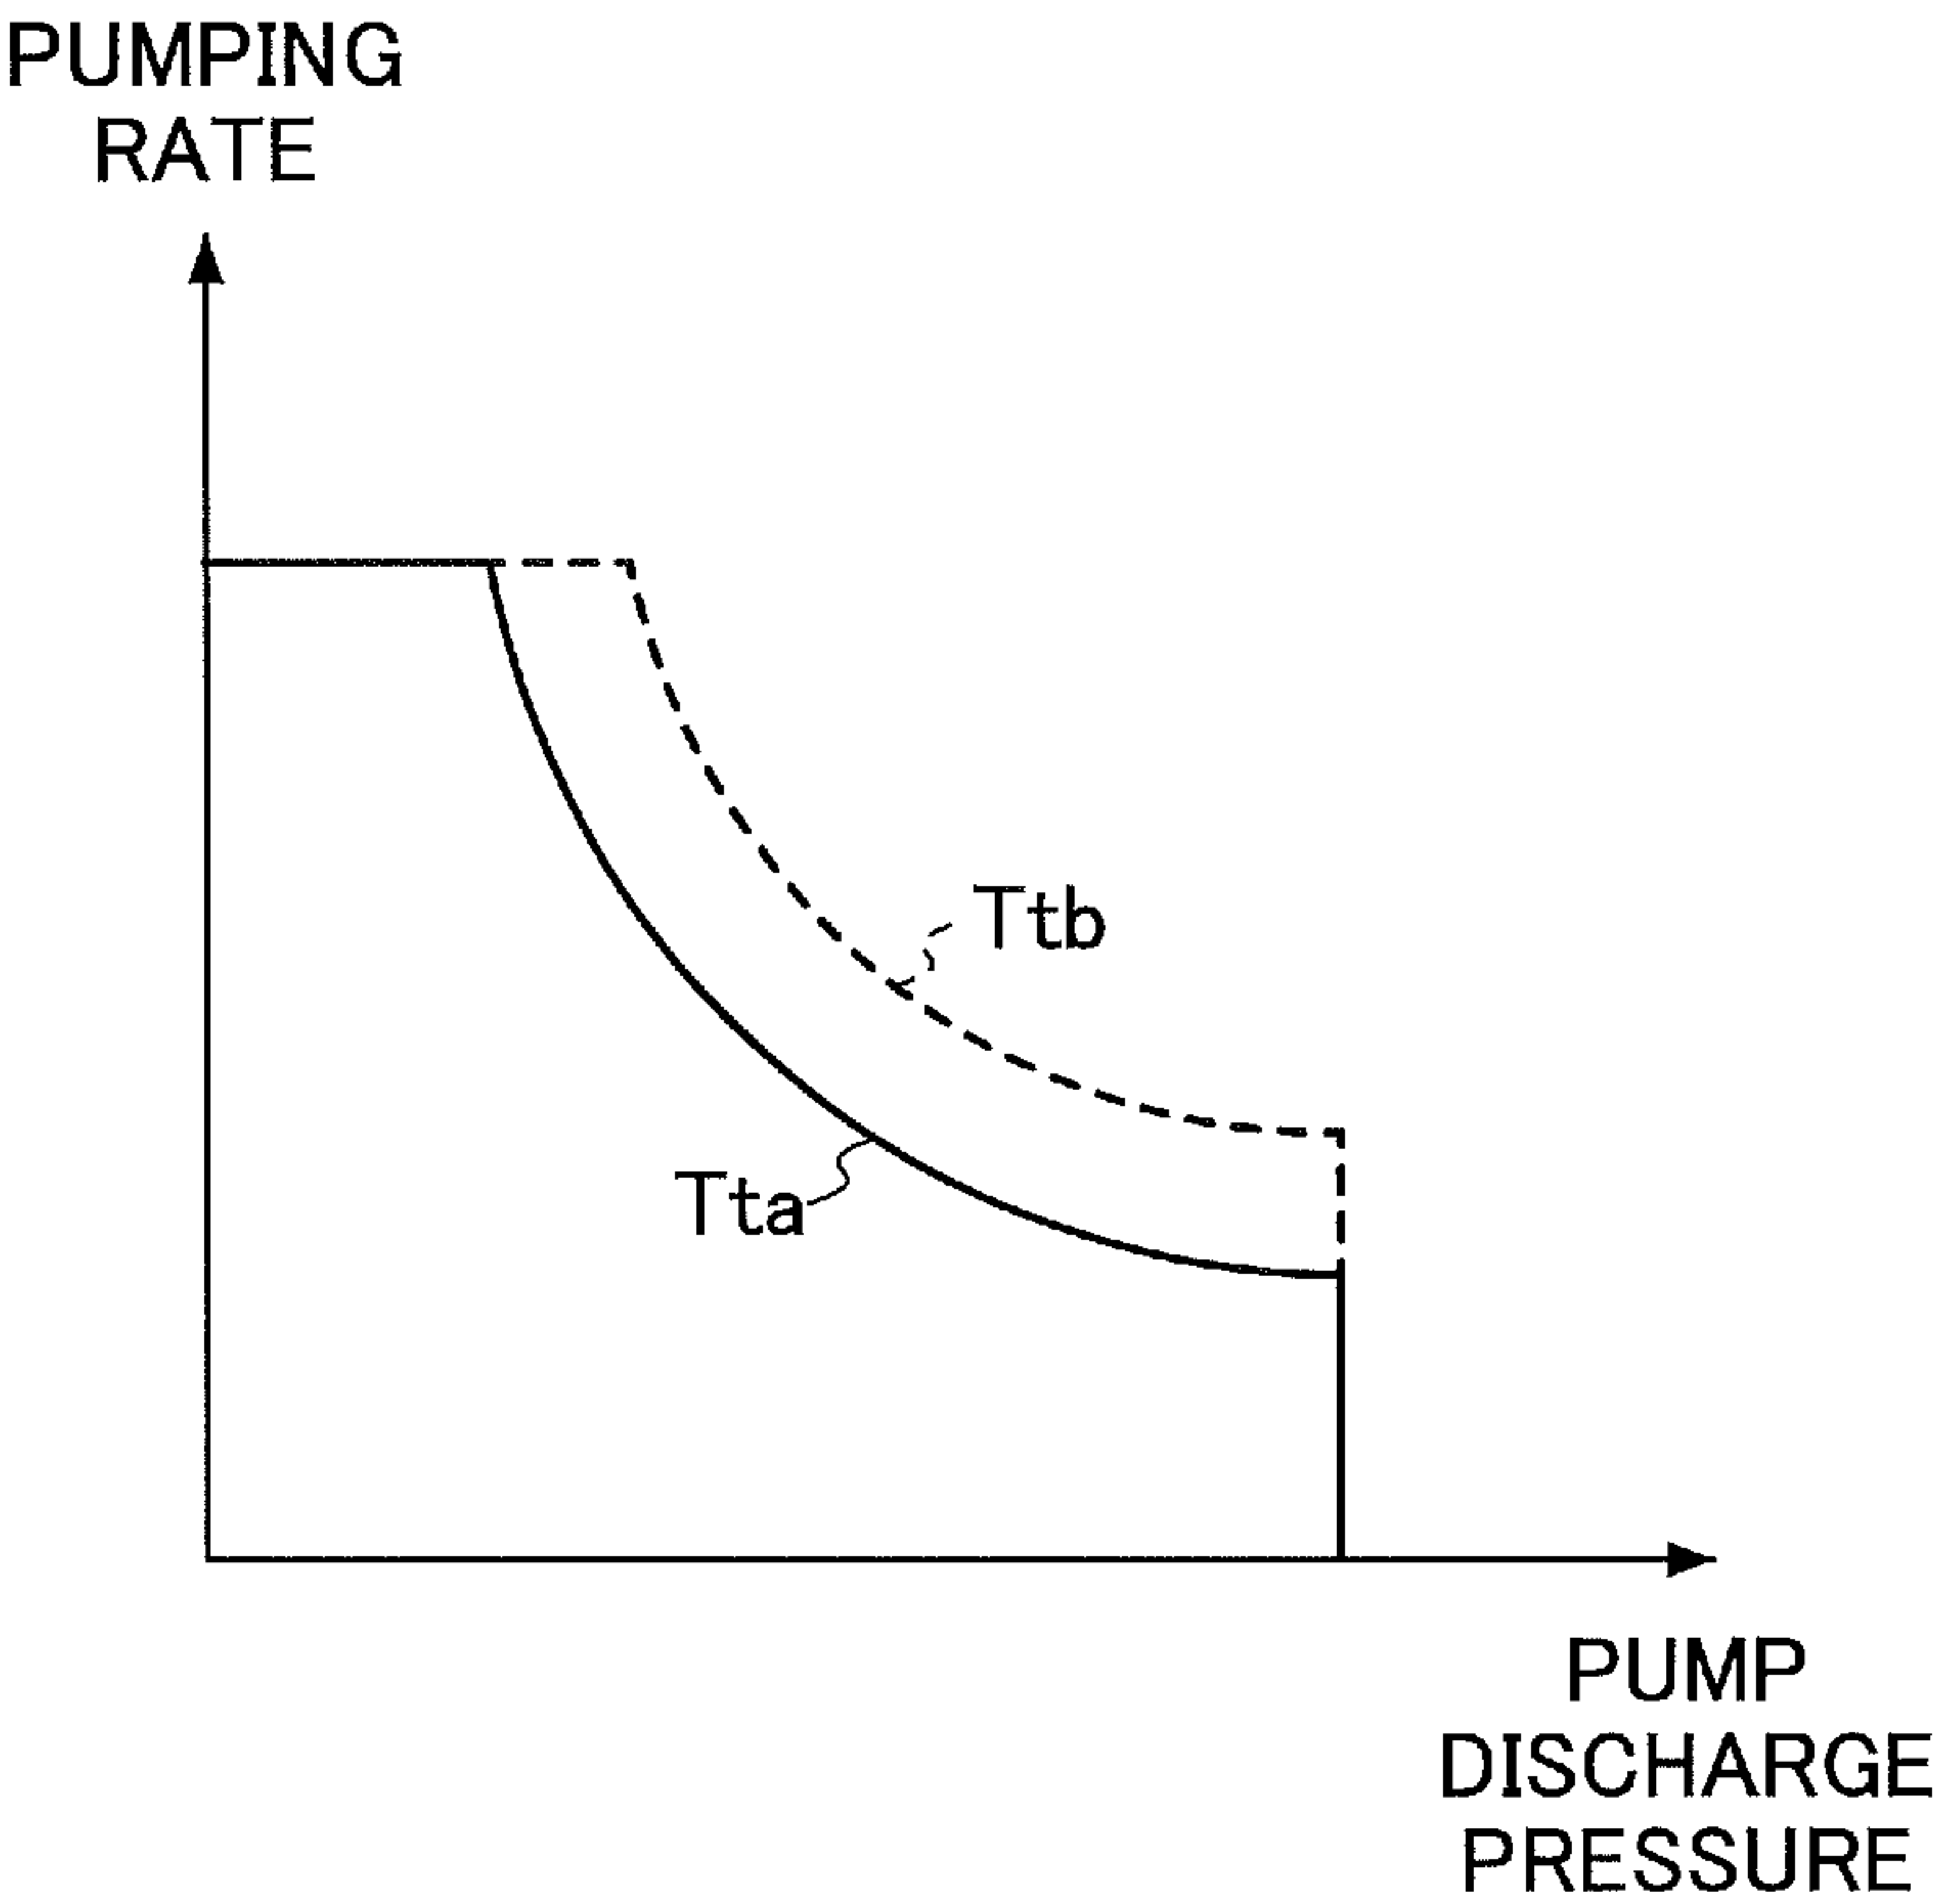 PUMPING
RATE
Ttb
Tta
PUMP
DISCHARGE
PRESSURE